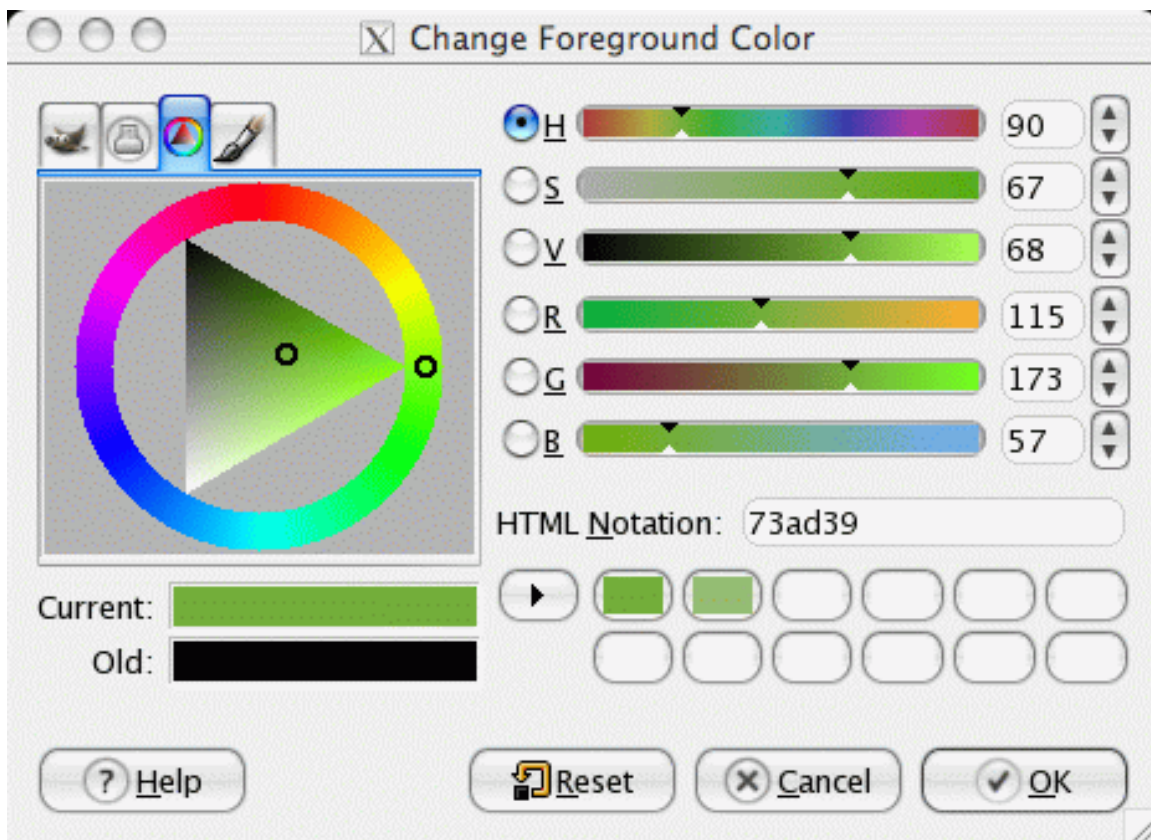 Change Foreground Color
H 90
S 67
V 68
R 115
G 173
B 57
HTML Notation: 73ad39
Current:
Old:
? Help Reset Cancel OK